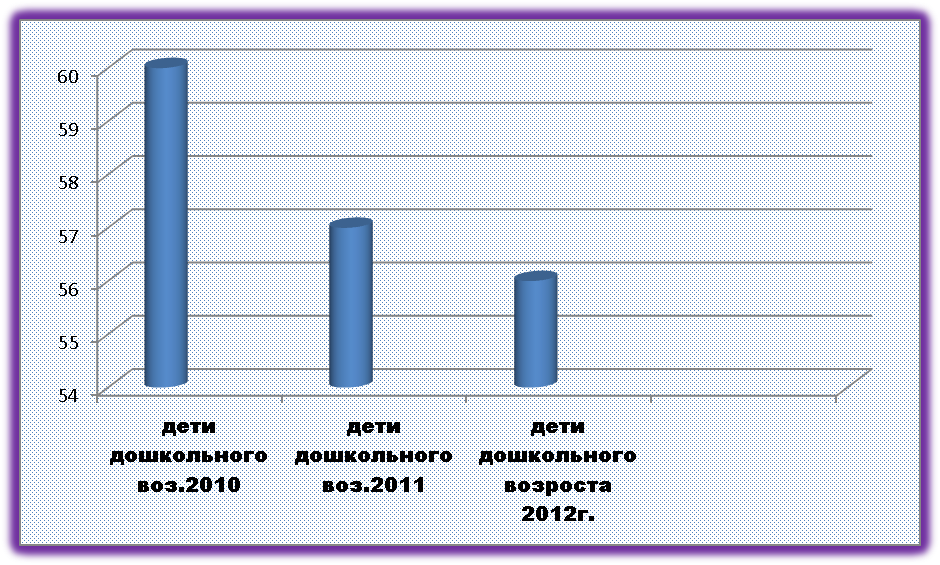 60
59
58
57
56
55
54
дети
дошкольного
воз.2010
дети
дошкольного
воз.2011
дети
дошкольного
возроста
2012г.